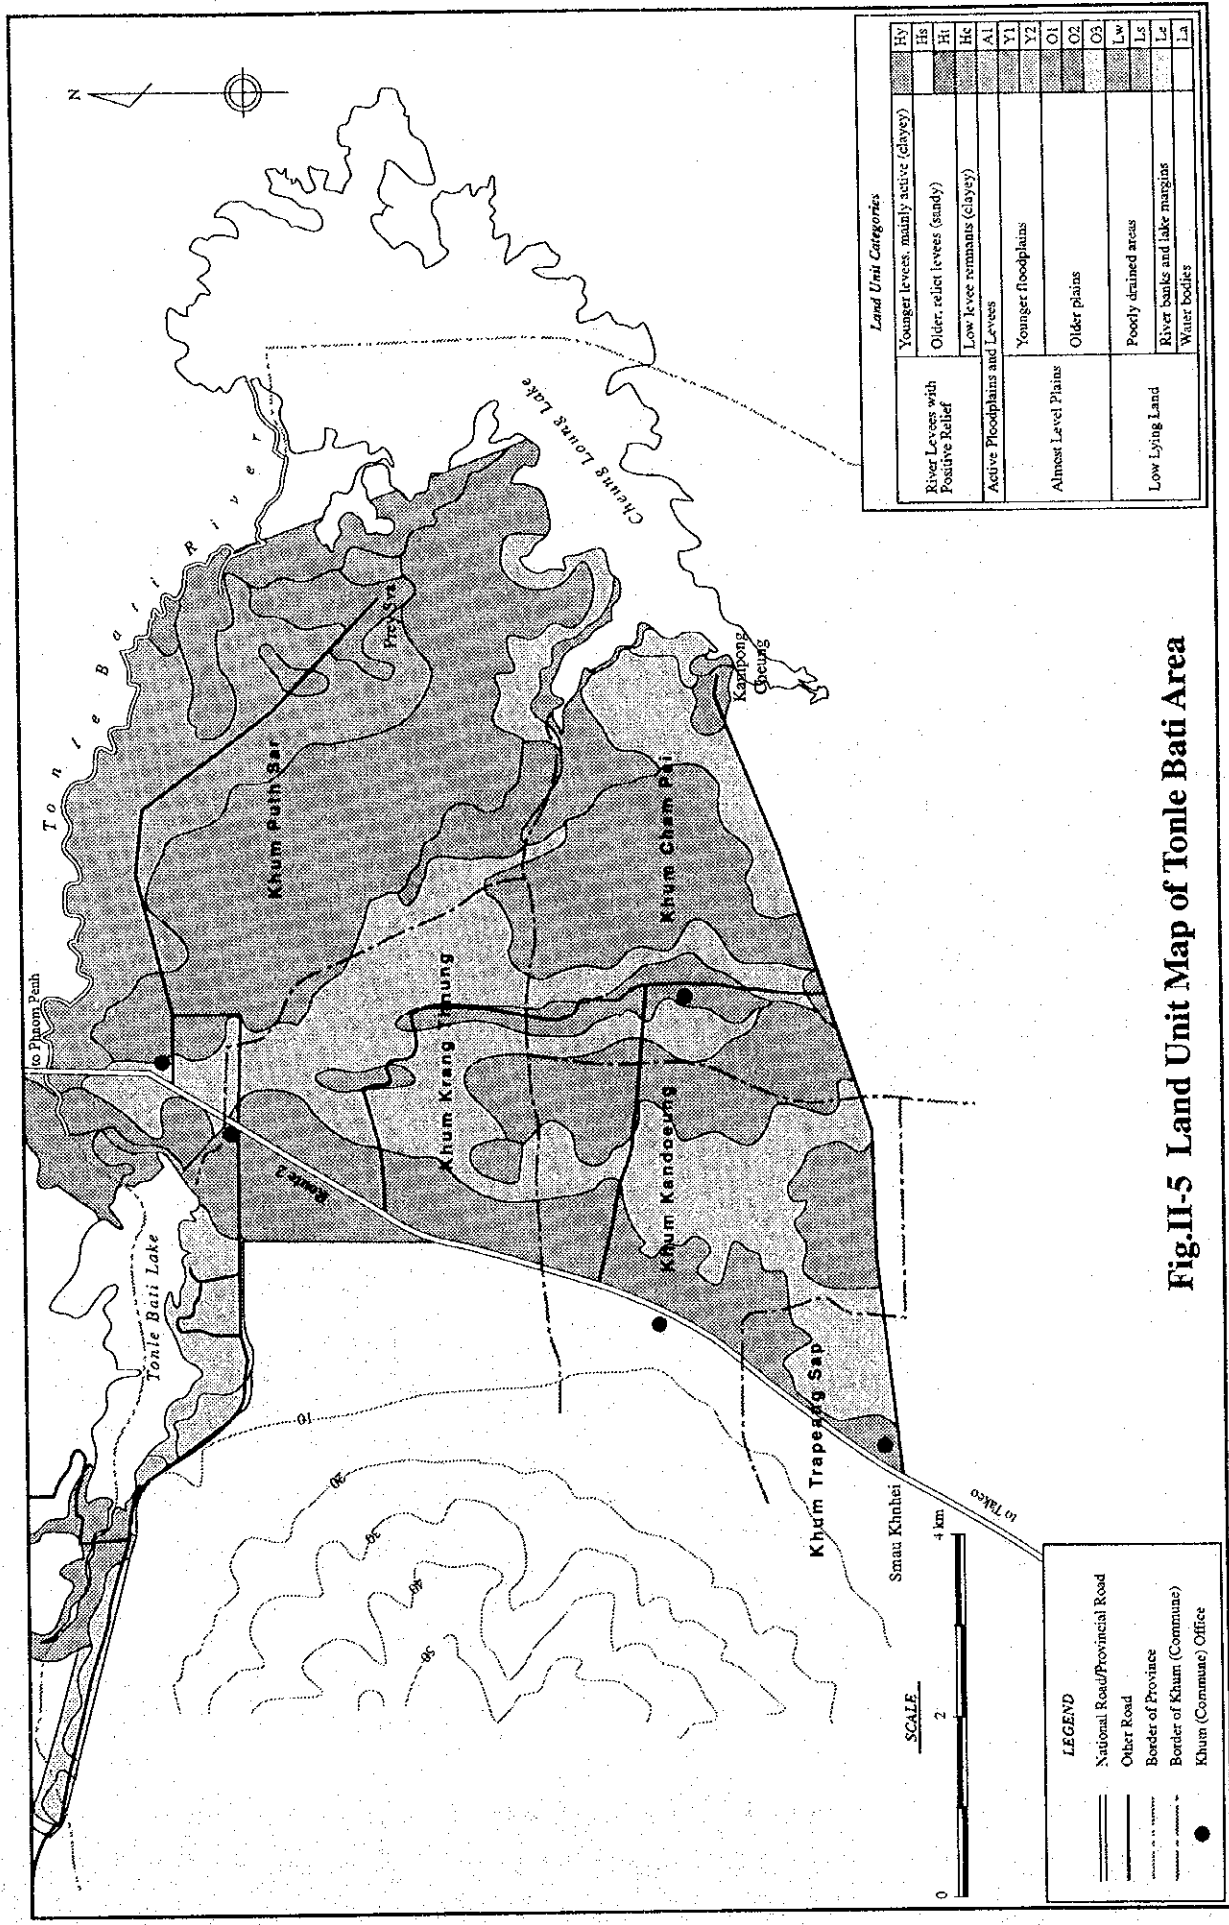 N
to Phnom Penh
Tonle Bati River
Tonle Bati Lake
Route 2
Khum Puth Sar
Prey Sva
Cheung Loung Lake
Khum Krang Thnung
Khum Cham Pei
Kampong
Cheung
Khum Kandoeung
Khum Trapeang Sap
Smau Khnhei
to Takeo
10
20
30
40
50
SCALE
0 2 4 km
LEGEND
National Road/Provincial Road
Other Road
Border of Province
Border of Khum (Commune)
Khum (Commune) Office
Land Unit Categories
River Levees with
Positive Relief
Younger levees, mainly active (clayey) Hy
Hs
Older, relict levees (sandy) Ht
Low levee remnants (clayey) Hc
Active Floodplains and Levees A1
Almost Level Plains
Younger floodplains
Y1
Y2
Older plains
O1
O2
O3
Low Lying Land
Poorly drained areas
Lw
Ls
River banks and lake margins Le
Water bodies La
Fig.II-5 Land Unit Map of Tonle Bati Area